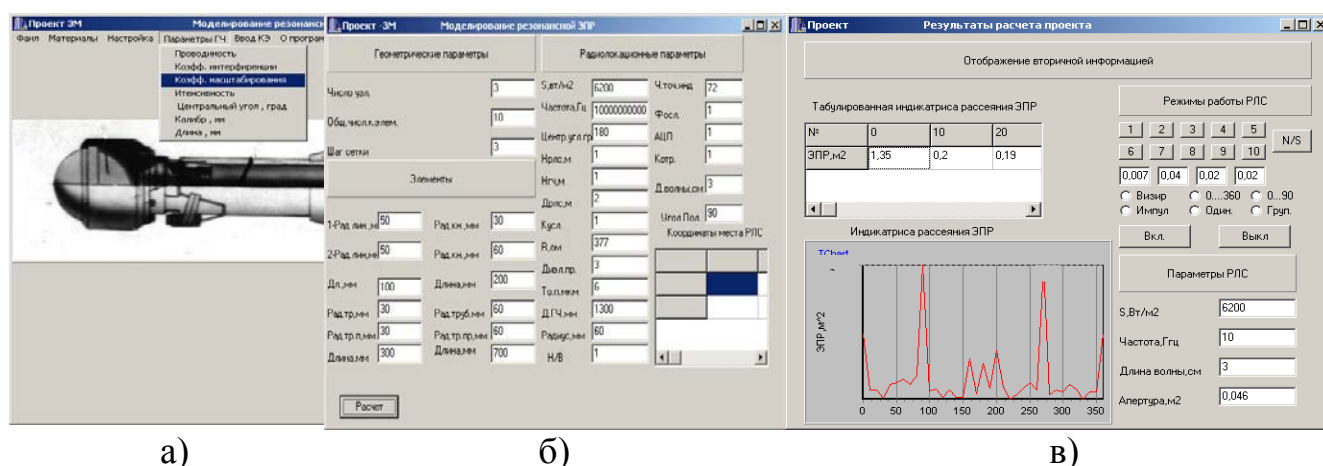 Проект 3М
Моделирование резонансн
Файл Материалы Настройка Параметры ГЧ Ввод КЭ О програм
Проводимость
Коэфф. интерференции
Коэфф. масштабирования
Итенсивность
Центральный угол , град
Калибр , мм
Длина , мм
а)
Проект -3М Моделирование резонансной ЭПР
Геометрические параметры
Число узл. 3
Общ.числ.к.элем. 10
Шаг сетки 3
Элементы
1-Рад.лин.,м 50 Рад.кн.,мм 30
50 Рад.кн.,мм 60
Дл.,мм 100 Длина,мм 200
Рад.тр,мм 30 Рад.труб,мм 60
Рад.тр.п,мм 30 Рад.тр.пр,мм 60
Длина,мм 300 Длина,мм 700
Расчет
Радиолокационные параметры
S,вт/м2 6200 Ч.точ.инд 72
Частота,Гц 10000000000 Фосл. 1
Центр.угл.гр 180 АЦП 1
Нрлс,м 1 Котр. 1
Нгч,м 1 Д.волны,см 3
Дрлс,м 2 Угол Пол. 90
Кусл. 1 Координаты места РЛС
R,ом 377
Диэл.пр. 3
Тол.мкм 6
Д.ГЧ.мм 1300
Радиус,мм 60
Н/В 1
б)
Проект Результаты расчета проекта
Отображение вторичной информацией
Табулированная индикатриса рассеяния ЭПР
№ 0 10 20
ЭПР,м2 1,35 0,2 0,19
Индикатриса рассеяния ЭПР
TChart
ЭПР,м^2
0 50 100 150 200 250 300 350
Режимы работы РЛС
1 2 3 4 5 N/S
6 7 8 9 10
0,007 0,04 0,02 0,02
Визир 0....360 0...90
Импул Один. Груп.
Вкл. Выкл
Параметры РЛС
S,Вт/м2 6200
Частота,Ггц 10
Длина волны,см 3
Апертура,м2 0,046
в)